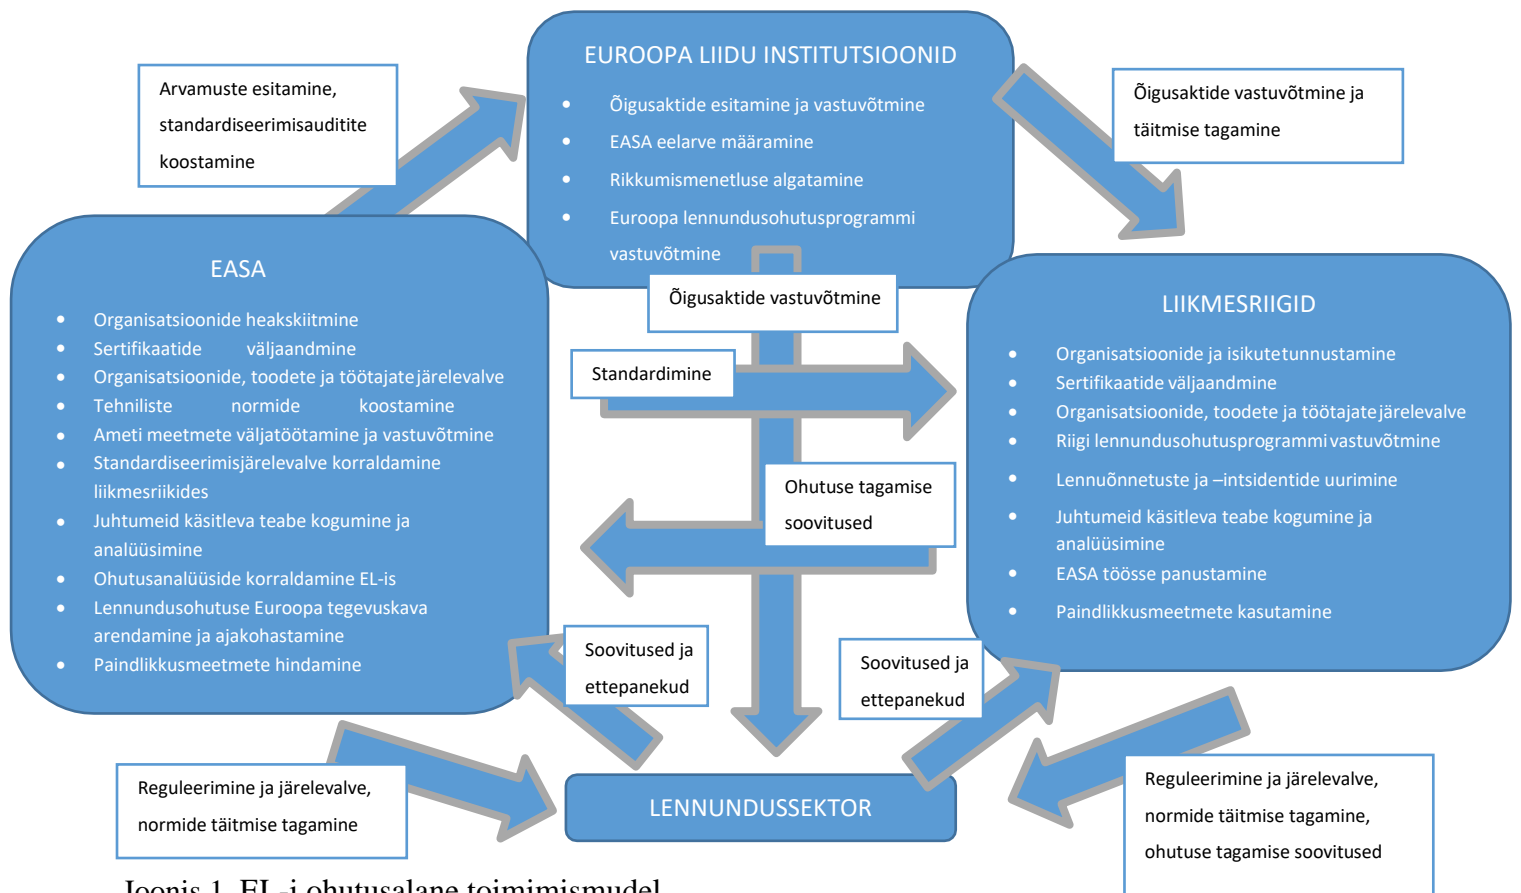 EUROOPA LIIDU INSTITUTSIOONID
• Õigusaktide esitamine ja vastuvõtmine
• EASA eelarve määramine
• Rikkumismenetluse algatamine
• Euroopa lennundusohutusprogrammi
vastuvõtmine
Arvamuste esitamine,
standardiseerimisauditite
koostamine
Õigusaktide vastuvõtmine ja
täitmise tagamine
EASA
• Organisatsioonide heakskiitmine
• Sertifikaatide väljaandmine
• Organisatsioonide, toodete ja töötajate järelevalve
• Tehniliste normide koostamine
• Ameti meetmete väljatöötamine ja vastuvõtmine
• Standardiseerimisjärelevalve korraldamine
liikmesriikides
• Juhtumeid käsitleva teabe kogumine ja
analüüsimine
• Ohutusanalüüside korraldamine EL-is
• Lennundusohutuse Euroopa tegevuskava
arendamine ja ajakohastamine
• Paindlikkusmeetmete hindamine
Õigusaktide vastuvõtmine
Standardimine
Ohutuse tagamise
soovitused
LIIKMESRIIGID
• Organisatsioonide ja isikute tunnustamine
• Sertifikaatide väljaandmine
• Organisatsioonide, toodete ja töötajate järelevalve
• Riigi lennundusohutusprogrammi vastuvõtmine
• Lennuõnnetuste ja –intsidentide uurimine
• Juhtumeid käsitleva teabe kogumine ja
analüüsimine
• EASA töösse panustamine
• Paindlikkusmeetmete kasutamine
Soovitused ja
ettepanekud
Soovitused ja
ettepanekud
Reguleerimine ja järelevalve,
normide täitmise tagamine
LENNUNDUSSEKTOR
Reguleerimine ja järelevalve,
normide täitmise tagamine,
ohutuse tagamise soovitused
Joonis 1. EL-i ohutusalane toimimismudel